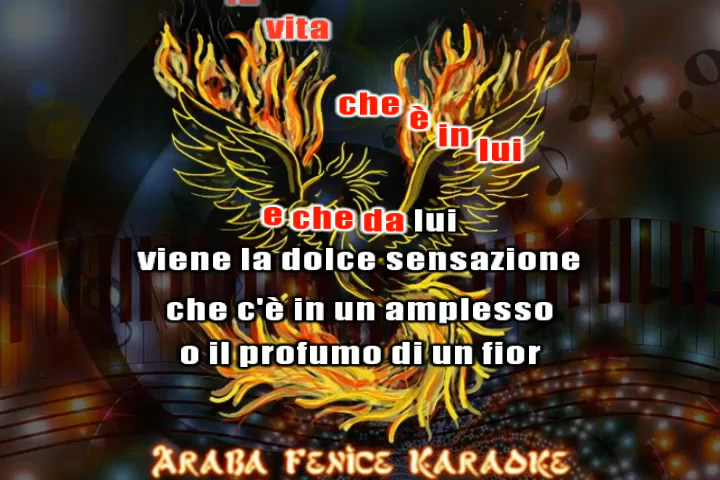 vita
che è in lui
e che da lui
viene la dolce sensazione
che c'è in un amplesso
o il profumo di un fior
ARABA FENICE KARAOKE